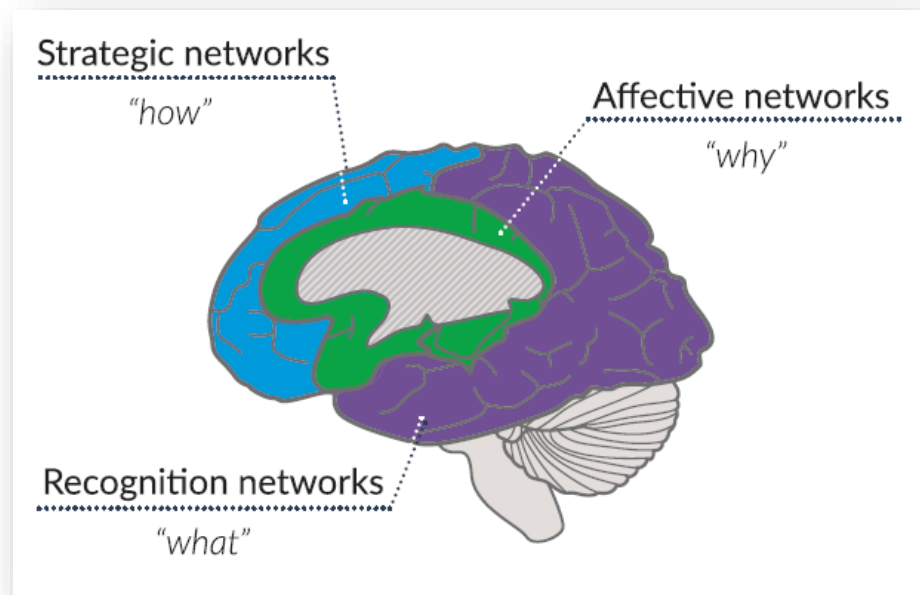 Strategic networks
“how”
Affective networks
“why”
Recognition networks
“what”